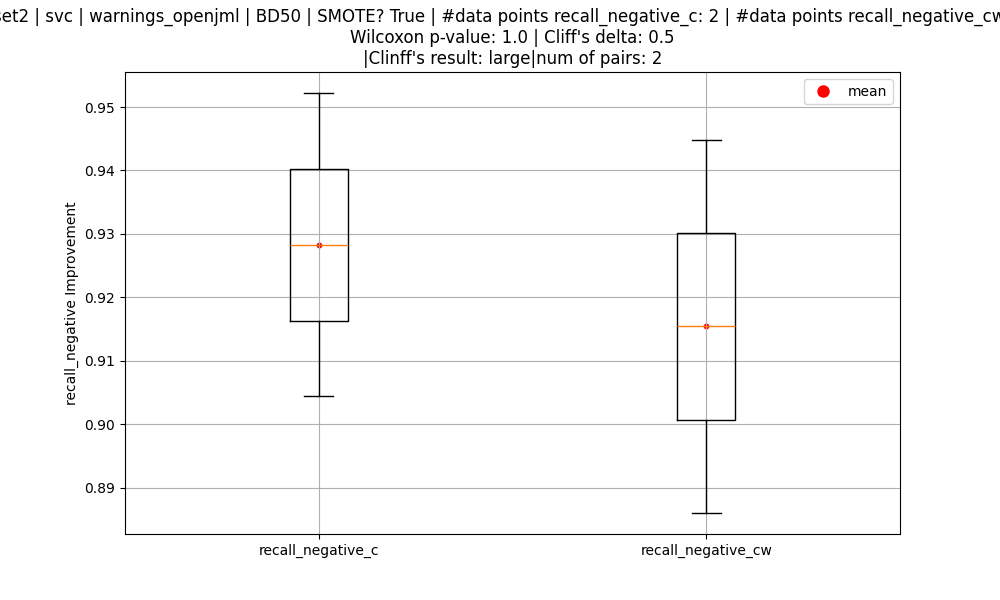 set2 | svc | warnings_openjml | BD50 | SMOTE? True | #data points recall_negative_c: 2 | #data points recall_negative_cw
Wilcoxon p-value: 1.0 | Cliff's delta: 0.5
|Clinff's result: large|num of pairs: 2
mean
0.95
0.94
0.93
0.92
0.91
0.90
0.89
recall_negative Improvement
recall_negative_c
recall_negative_cw